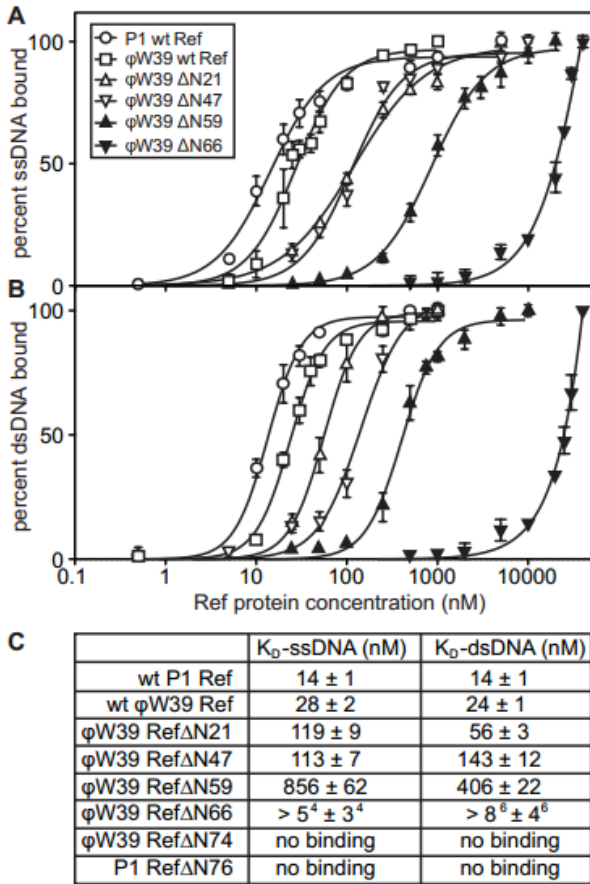 A
P1 wt Ref
φW39 wt Ref
φW39 ΔN21
φW39 ΔN47
φW39 ΔN59
φW39 ΔN66
percent ssDNA bound
100
50
0
B
percent dsDNA bound
100
50
0
0.1 1 10 100 1000 10000
Ref protein concentration (nM)
C
K_D-ssDNA (nM) K_D-dsDNA (nM)
wt P1 Ref 14 ± 1 14 ± 1
wt φW39 Ref 28 ± 2 24 ± 1
φW39 RefΔN21 119 ± 9 56 ± 3
φW39 RefΔN47 113 ± 7 143 ± 12
φW39 RefΔN59 856 ± 62 406 ± 22
φW39 RefΔN66 > 5⁴ ± 3⁴ > 8⁶ ± 4⁶
φW39 RefΔN74 no binding no binding
P1 RefΔN76 no binding no binding